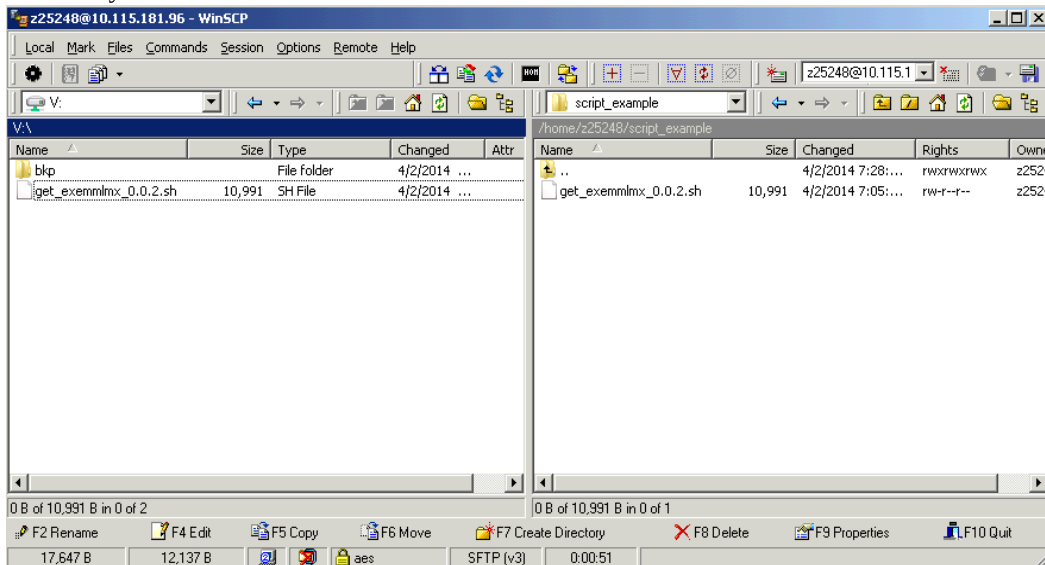 z25248@10.115.181.96 - WinSCP
Local Mark Files Commands Session Options Remote Help
z25248@10.115.1
V: script_example
V:\ /home/z25248/script_example
Name Size Type Changed Attr Name Size Changed Rights Owne
bkp File folder 4/2/2014 ... .. 4/2/2014 7:28:... rwxrwxrwx z252
get_exemmlmx_0.0.2.sh 10,991 SH File 4/2/2014 ... get_exemmlmx_0.0.2.sh 10,991 4/2/2014 7:05:... rw-r--r-- z252
0 B of 10,991 B in 0 of 2 0 B of 10,991 B in 0 of 1
F2 Rename F4 Edit F5 Copy F6 Move F7 Create Directory F8 Delete F9 Properties F10 Quit
17,647 B 12,137 B aes SFTP (v3) 0:00:51